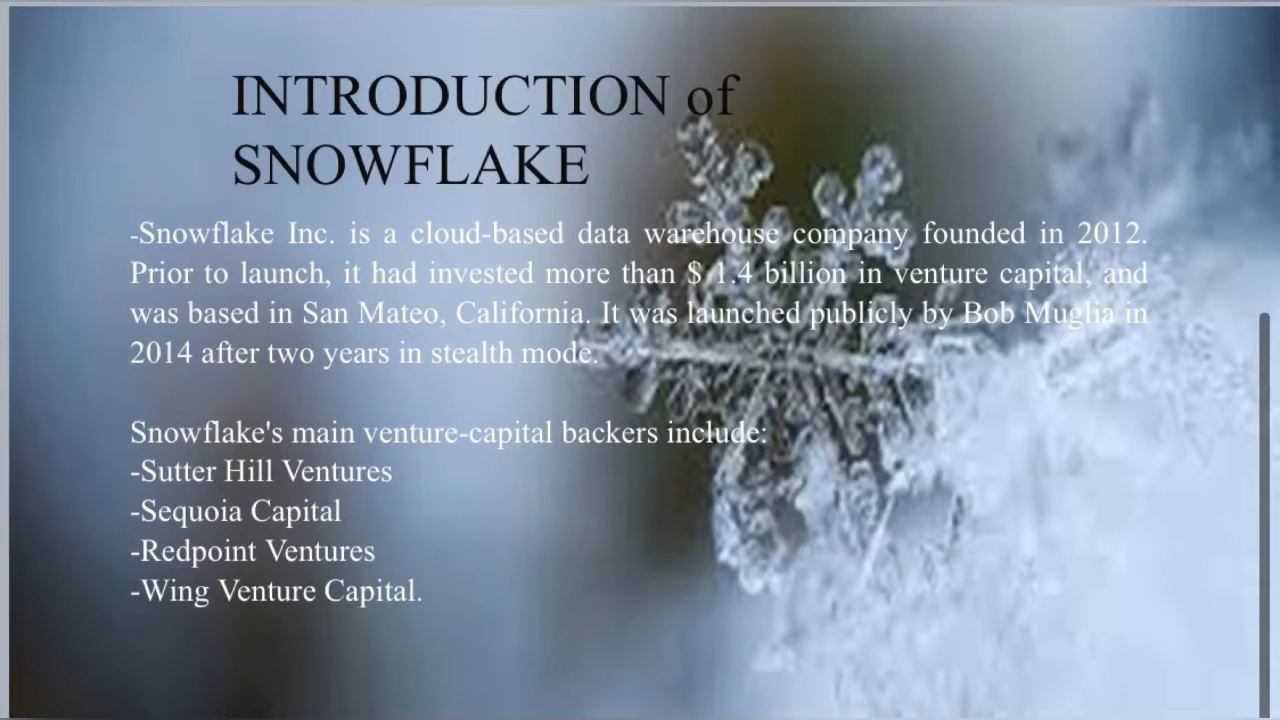 INTRODUCTION of
SNOWFLAKE
-Snowflake Inc. is a cloud-based data warehouse company founded in 2012.
Prior to launch, it had invested more than $ 1.4 billion in venture capital, and
was based in San Mateo, California. It was launched publicly by Bob Muglia in
2014 after two years in stealth mode.
Snowflake's main venture-capital backers include:
-Sutter Hill Ventures
-Sequoia Capital
-Redpoint Ventures
-Wing Venture Capital.